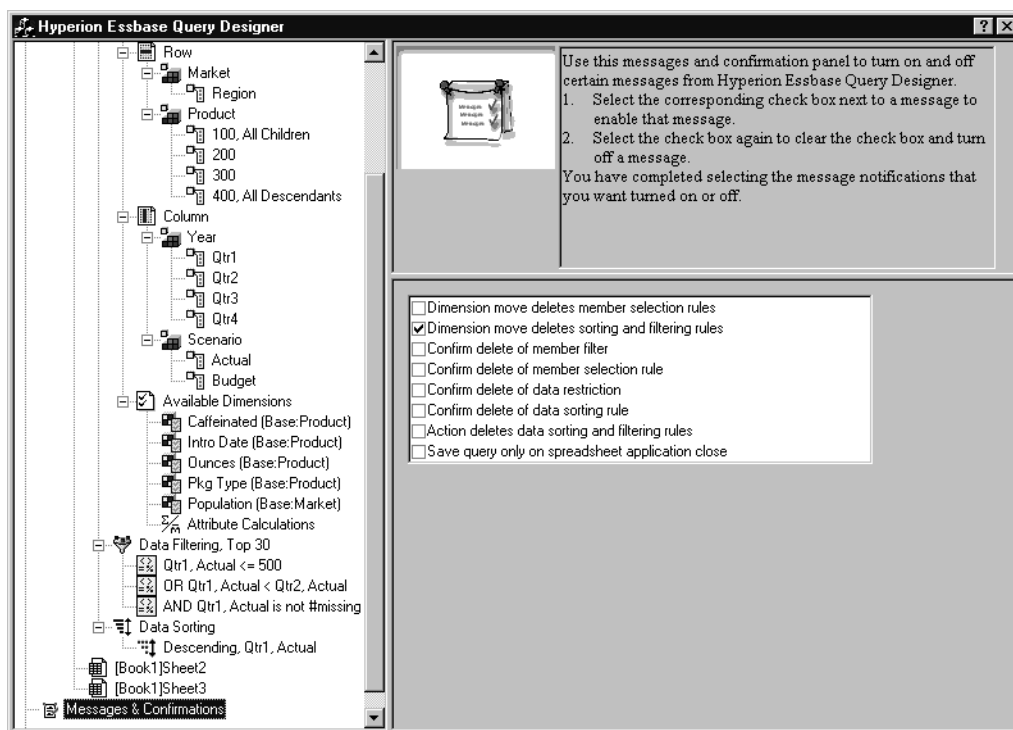 Hyperion Essbase Query Designer
Row
Market
Region
Product
100, All Children
200
300
400, All Descendants
Column
Year
Qtr1
Qtr2
Qtr3
Qtr4
Scenario
Actual
Budget
Available Dimensions
Caffeinated (Base:Product)
Intro Date (Base:Product)
Ounces (Base:Product)
Pkg Type (Base:Product)
Population (Base:Market)
Attribute Calculations
Data Filtering, Top 30
Qtr1, Actual <= 500
OR Qtr1, Actual < Qtr2, Actual
AND Qtr1, Actual is not #missing
Data Sorting
Descending, Qtr1, Actual
[Book1]Sheet2
[Book1]Sheet3
Messages & Confirmations
Messages
Messages
Messages
Use this messages and confirmation panel to turn on and off
certain messages from Hyperion Essbase Query Designer.
1. Select the corresponding check box next to a message to
enable that message.
2. Select the check box again to clear the check box and turn
off a message.
You have completed selecting the message notifications that
you want turned on or off.
Dimension move deletes member selection rules
Dimension move deletes sorting and filtering rules
Confirm delete of member filter
Confirm delete of member selection rule
Confirm delete of data restriction
Confirm delete of data sorting rule
Action deletes data sorting and filtering rules
Save query only on spreadsheet application close